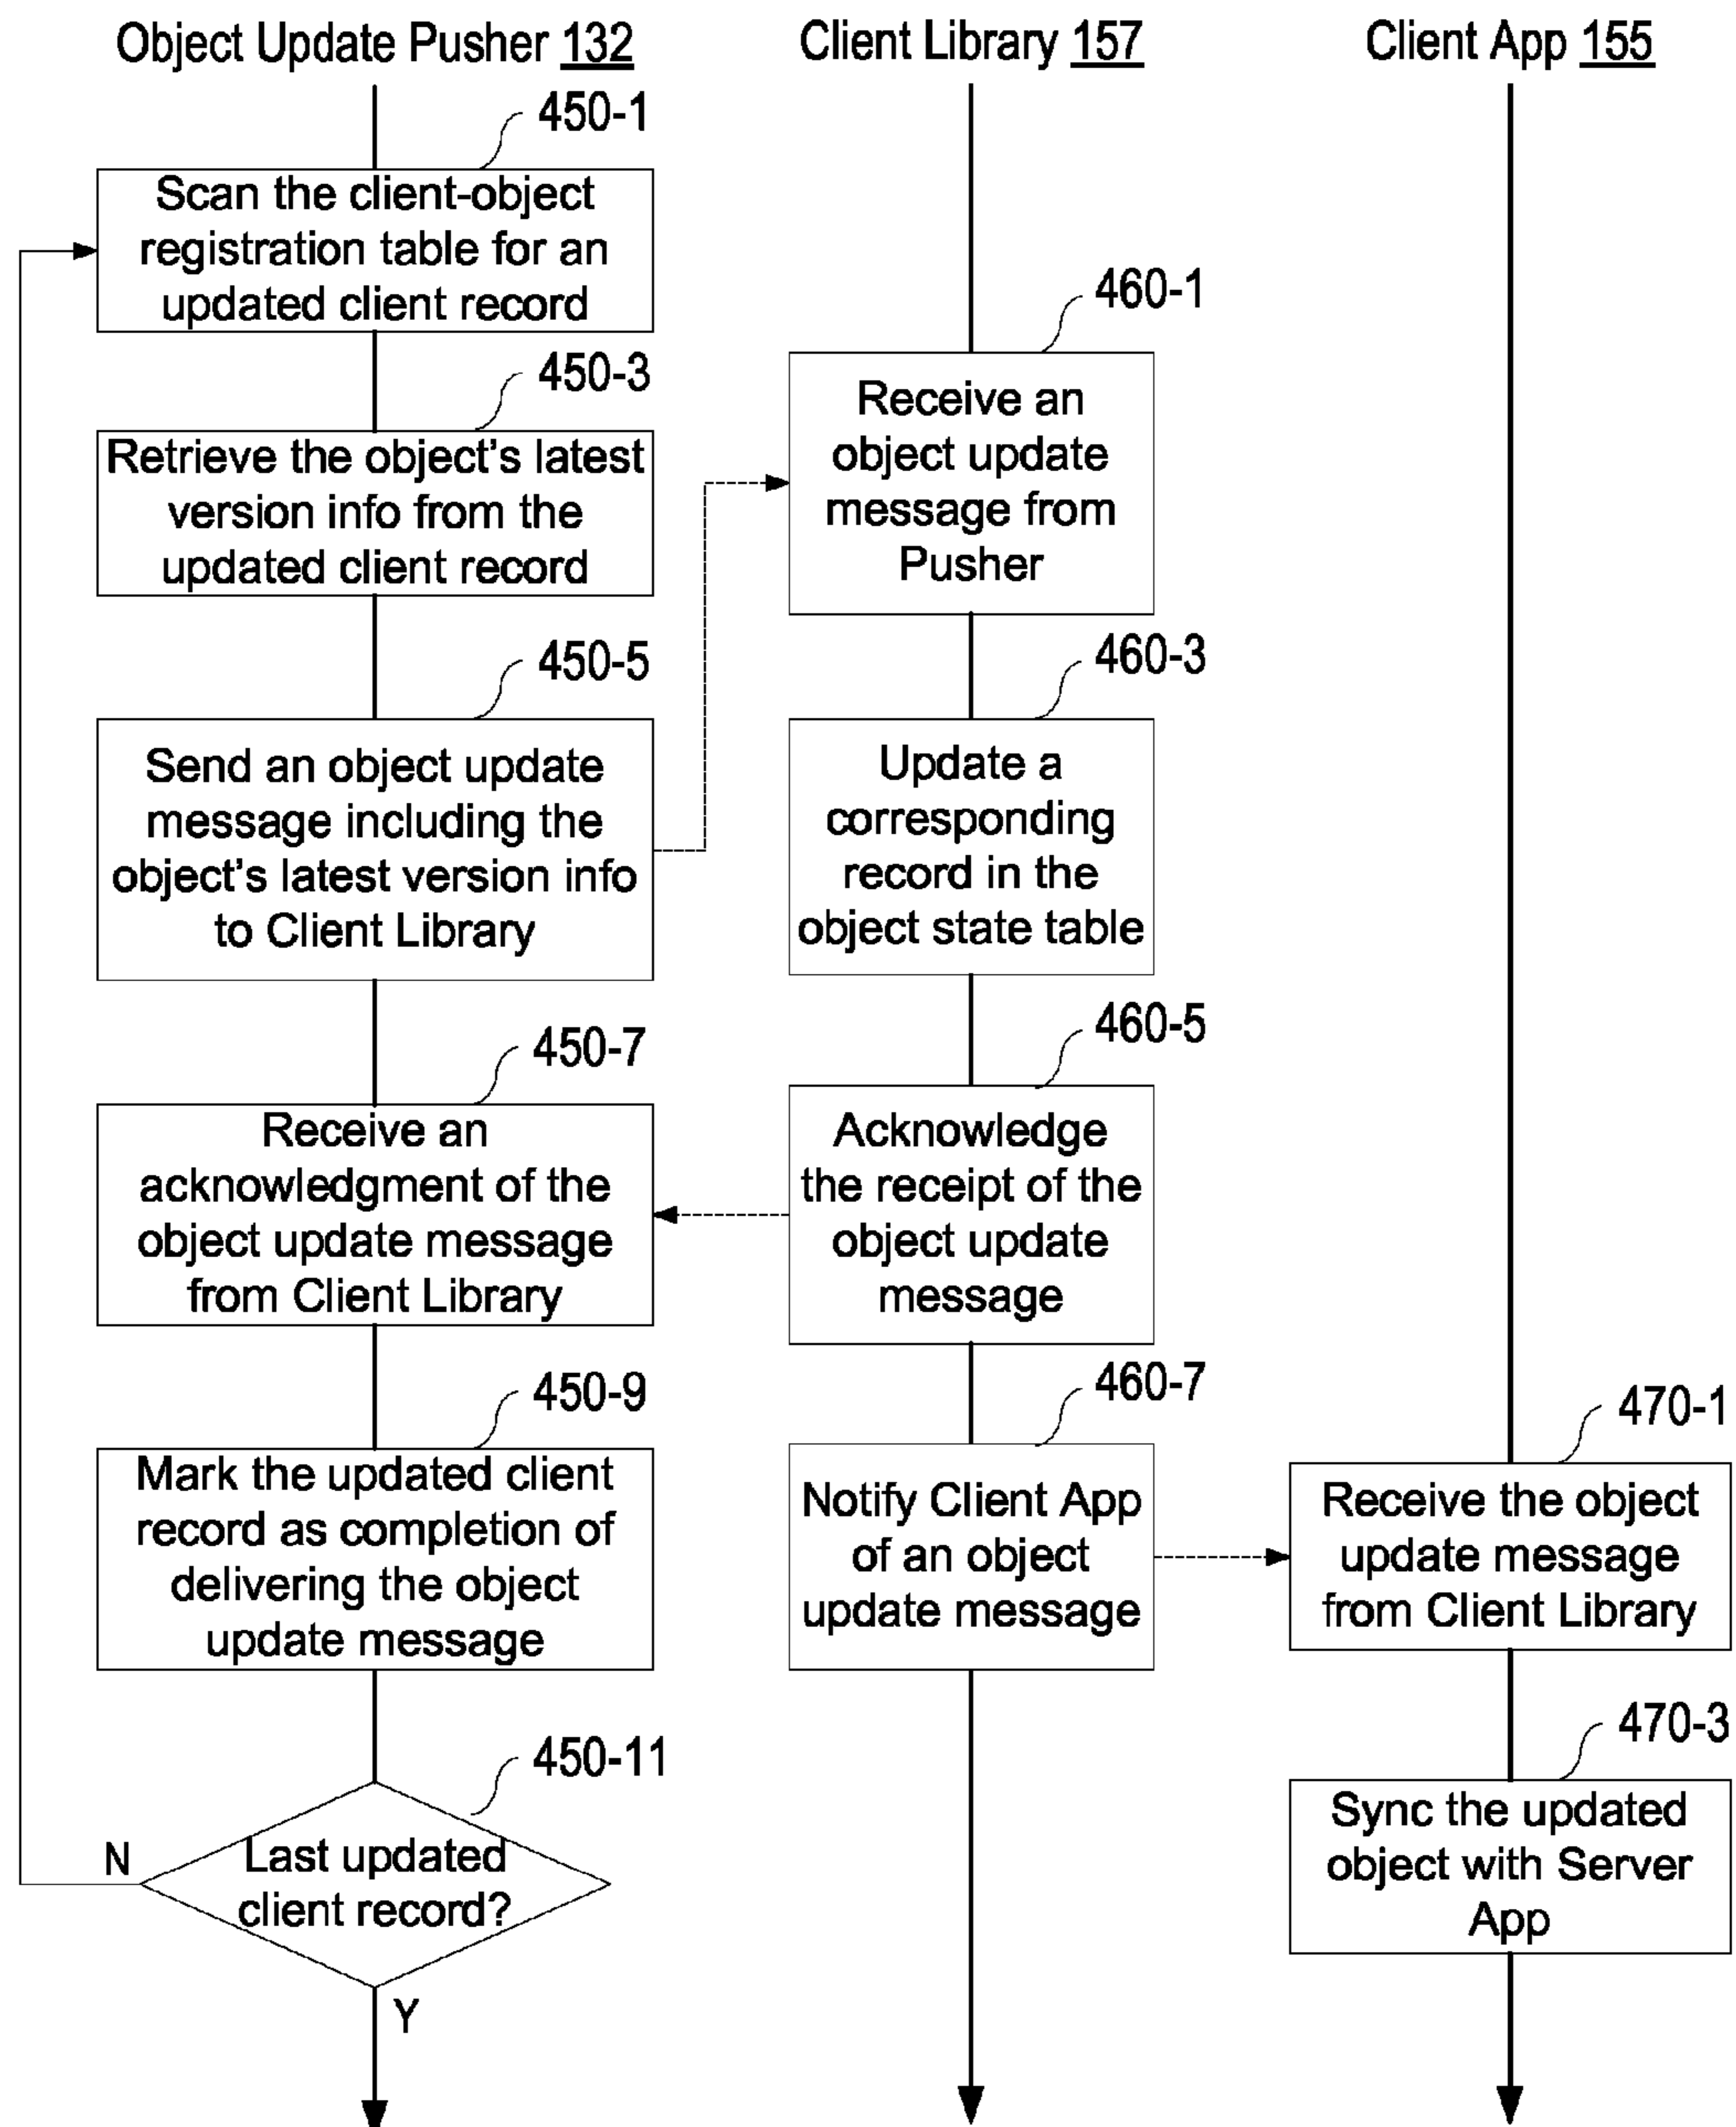 Object Update Pusher 132
Client Library 157
Client App 155
450-1
Scan the client-object
registration table for an
updated client record
450-3
Retrieve the object's latest
version info from the
updated client record
450-5
Send an object update
message including the
object's latest version info
to Client Library
450-7
Receive an
acknowledgment of the
object update message
from Client Library
450-9
Mark the updated client
record as completion of
delivering the object
update message
450-11
Last updated
client record?
N
Y
460-1
Receive an
object update
message from
Pusher
460-3
Update a
corresponding
record in the
object state table
460-5
Acknowledge
the receipt of the
object update
message
460-7
Notify Client App
of an object
update message
470-1
Receive the object
update message
from Client Library
470-3
Sync the updated
object with Server
App